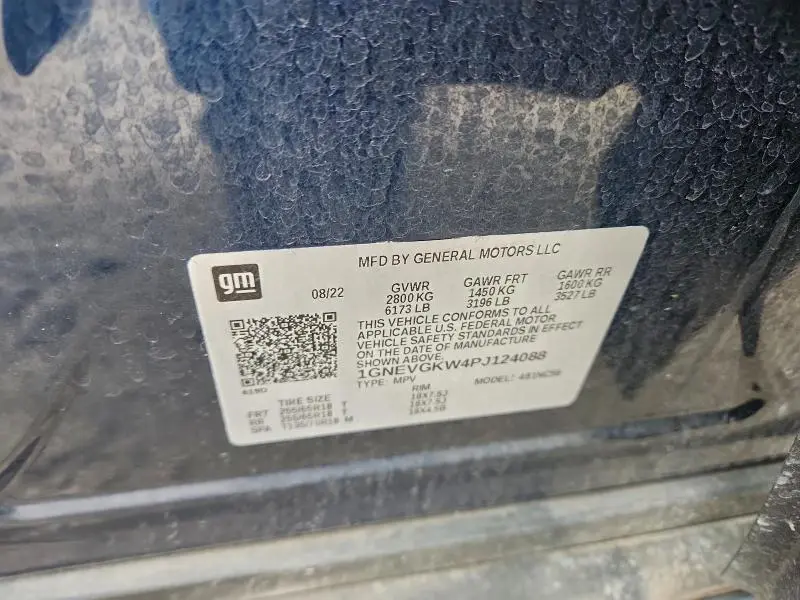 gm
MFD BY GENERAL MOTORS LLC
08/22
GVWR
2800 KG
6173 LB
GAWR FRT
1450 KG
3196 LB
GAWR RR
1600 KG
3527 LB
THIS VEHICLE CONFORMS TO ALL
APPLICABLE U.S. FEDERAL MOTOR
VEHICLE SAFETY STANDARDS IN EFFECT
ON THE DATE OF MANUFACTURE
SHOWN ABOVE.
1GNEVGKW4PJ124088
TYPE: MPV
MODEL:
TIRE SIZE
RIM
FRT 255/65R18 T 18X7.5J
RR 255/65R18 T 18X7.5J
SPA T135/70R18 M 18X4.5B